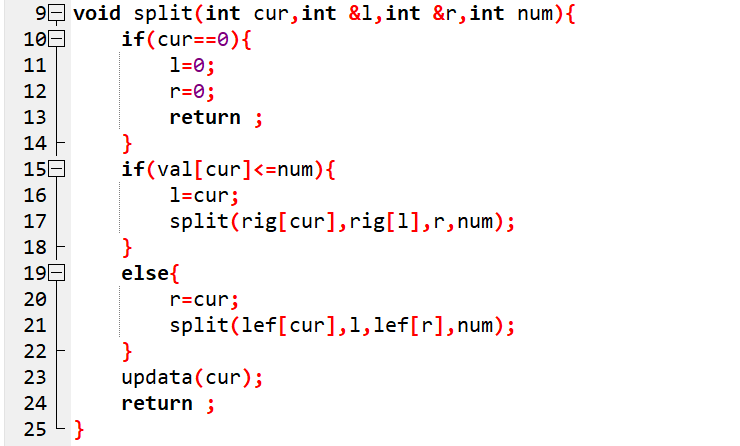 9 void split(int cur,int &l,int &r,int num){
10 if(cur==0){
11 l=0;
12 r=0;
13 return ;
14 }
15 if(val[cur]<=num){
16 l=cur;
17 split(rig[cur],rig[l],r,num);
18 }
19 else{
20 r=cur;
21 split(lef[cur],l,lef[r],num);
22 }
23 updata(cur);
24 return ;
25 }